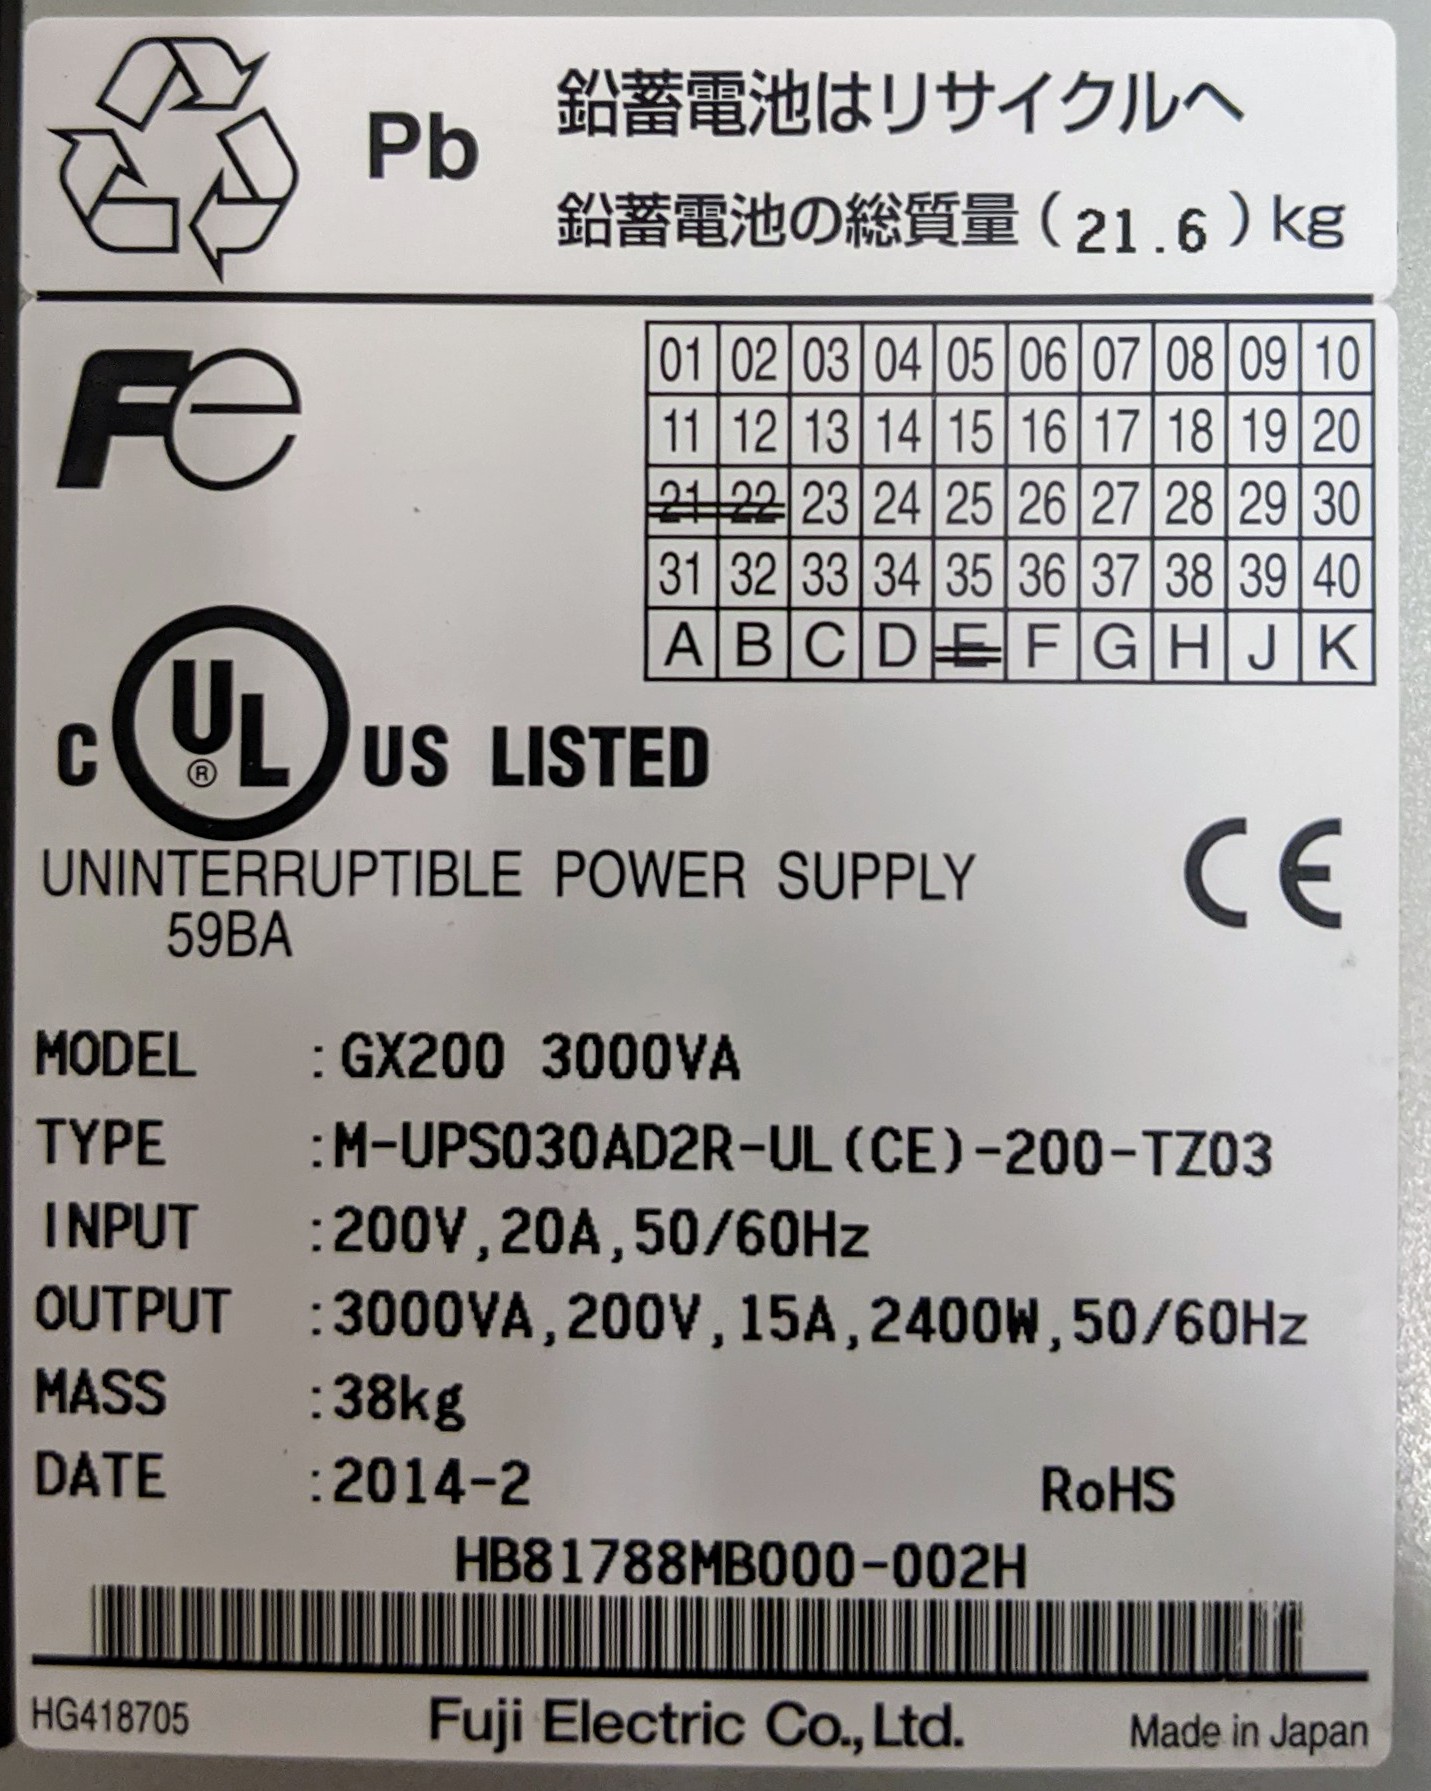 Pb
鉛蓄電池はリサイクルへ
鉛蓄電池の総質量(21.6)kg
Fe
01 02 03 04 05 06 07 08 09 10
11 12 13 14 15 16 17 18 19 20
21 22 23 24 25 26 27 28 29 30
31 32 33 34 35 36 37 38 39 40
A B C D E F G H J K
C UL® US LISTED
CE
UNINTERRUPTIBLE POWER SUPPLY
59BA
MODEL :GX200 3000VA
TYPE :M-UPS030AD2R-UL(CE)-200-TZ03
INPUT :200V,20A,50/60Hz
OUTPUT :3000VA,200V,15A,2400W,50/60Hz
MASS :38kg
DATE :2014-2 RoHS
HB81788MB000-002H
HG418705 Fuji Electric Co., Ltd. Made in Japan